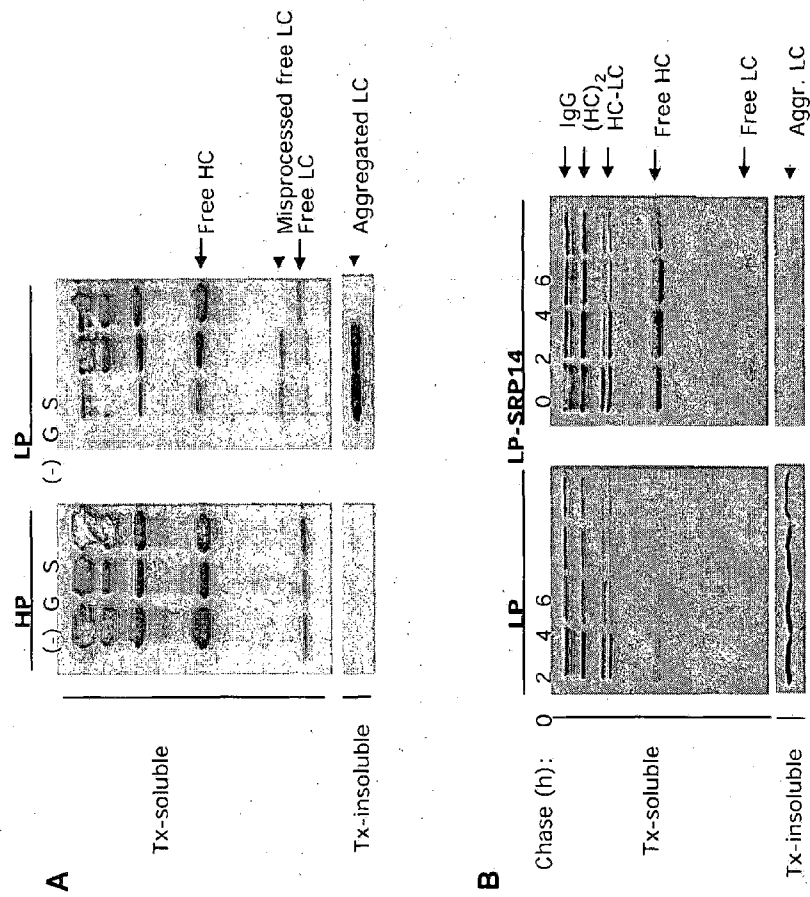 A
HP
LP
(-) G S
(-) G S
Tx-soluble
Free HC
Misprocessed free LC
Free LC
Tx-insoluble
Aggregated LC
B
LP
LP-SRP14
Chase (h):
0 2 4 6
0 2 4 6
IgG
(HC)2
HC-LC
Tx-soluble
Free HC
Free LC
Tx-insoluble
Aggr. LC